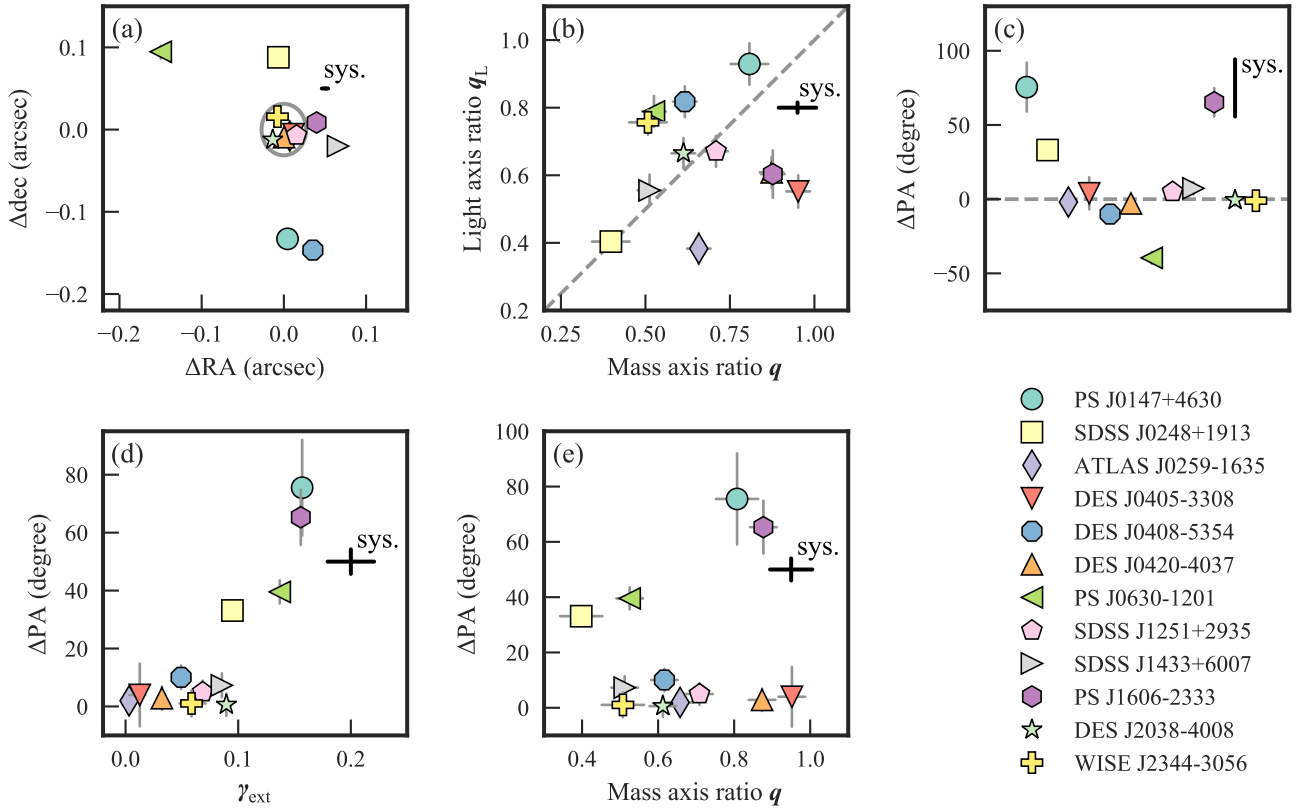 (a)
0.1
0.0
−0.1
−0.2
sys.
Δdec (arcsec)
−0.2
−0.1
0.0
0.1
ΔRA (arcsec)
(b)
1.0
0.8
0.6
0.4
0.2
sys.
Light axis ratio qL
0.25
0.50
0.75
1.00
Mass axis ratio q
(c)
100
50
0
−50
sys.
ΔPA (degree)
(d)
80
60
40
20
0
sys.
ΔPA (degree)
0.0
0.1
0.2
γext
(e)
100
80
60
40
20
0
sys.
ΔPA (degree)
0.4
0.6
0.8
1.0
Mass axis ratio q
PS J0147+4630
SDSS J0248+1913
ATLAS J0259-1635
DES J0405-3308
DES J0408-5354
DES J0420-4037
PS J0630-1201
SDSS J1251+2935
SDSS J1433+6007
PS J1606-2333
DES J2038-4008
WISE J2344-3056